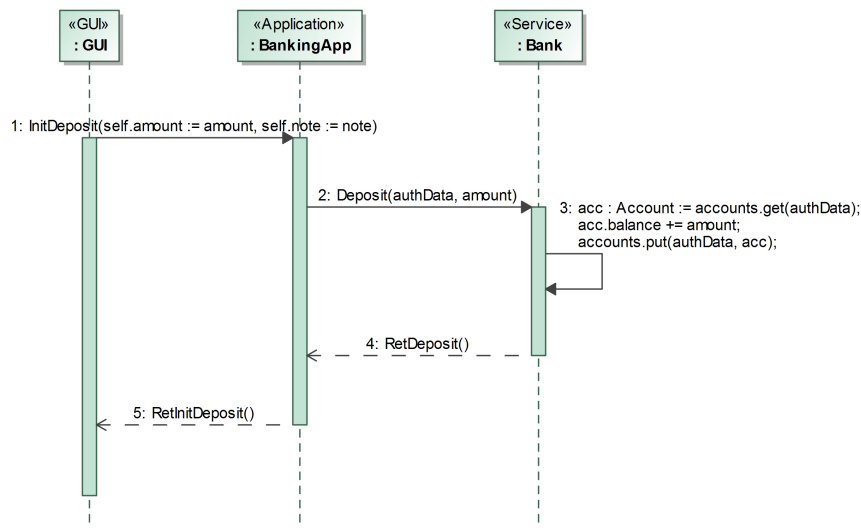 «GUI»
: GUI
«Application»
: BankingApp
«Service»
: Bank
1: InitDeposit(self.amount := amount, self.note := note)
2: Deposit(authData, amount)
3: acc : Account := accounts.get(authData);
acc.balance += amount;
accounts.put(authData, acc);
4: RetDeposit()
5: RetInitDeposit()